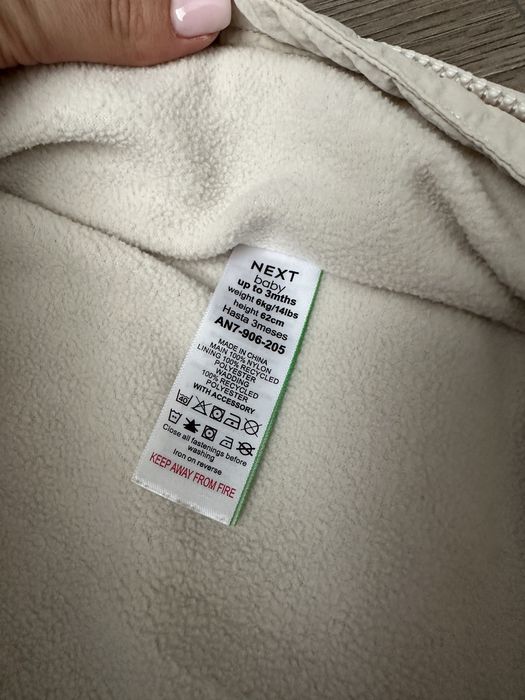 NEXT
baby
up to 3mths
weight 6kg/14lbs
height 62cm
Hasta 3meses
AN7-906-205
MADE IN CHINA
MAIN 100% NYLON
LINING 100% RECYCLED
POLYESTER
WADDING
100% RECYCLED
POLYESTER
WITH ACCESSORY
40
Close all fastenings before
washing
Iron on reverse
KEEP AWAY FROM FIRE